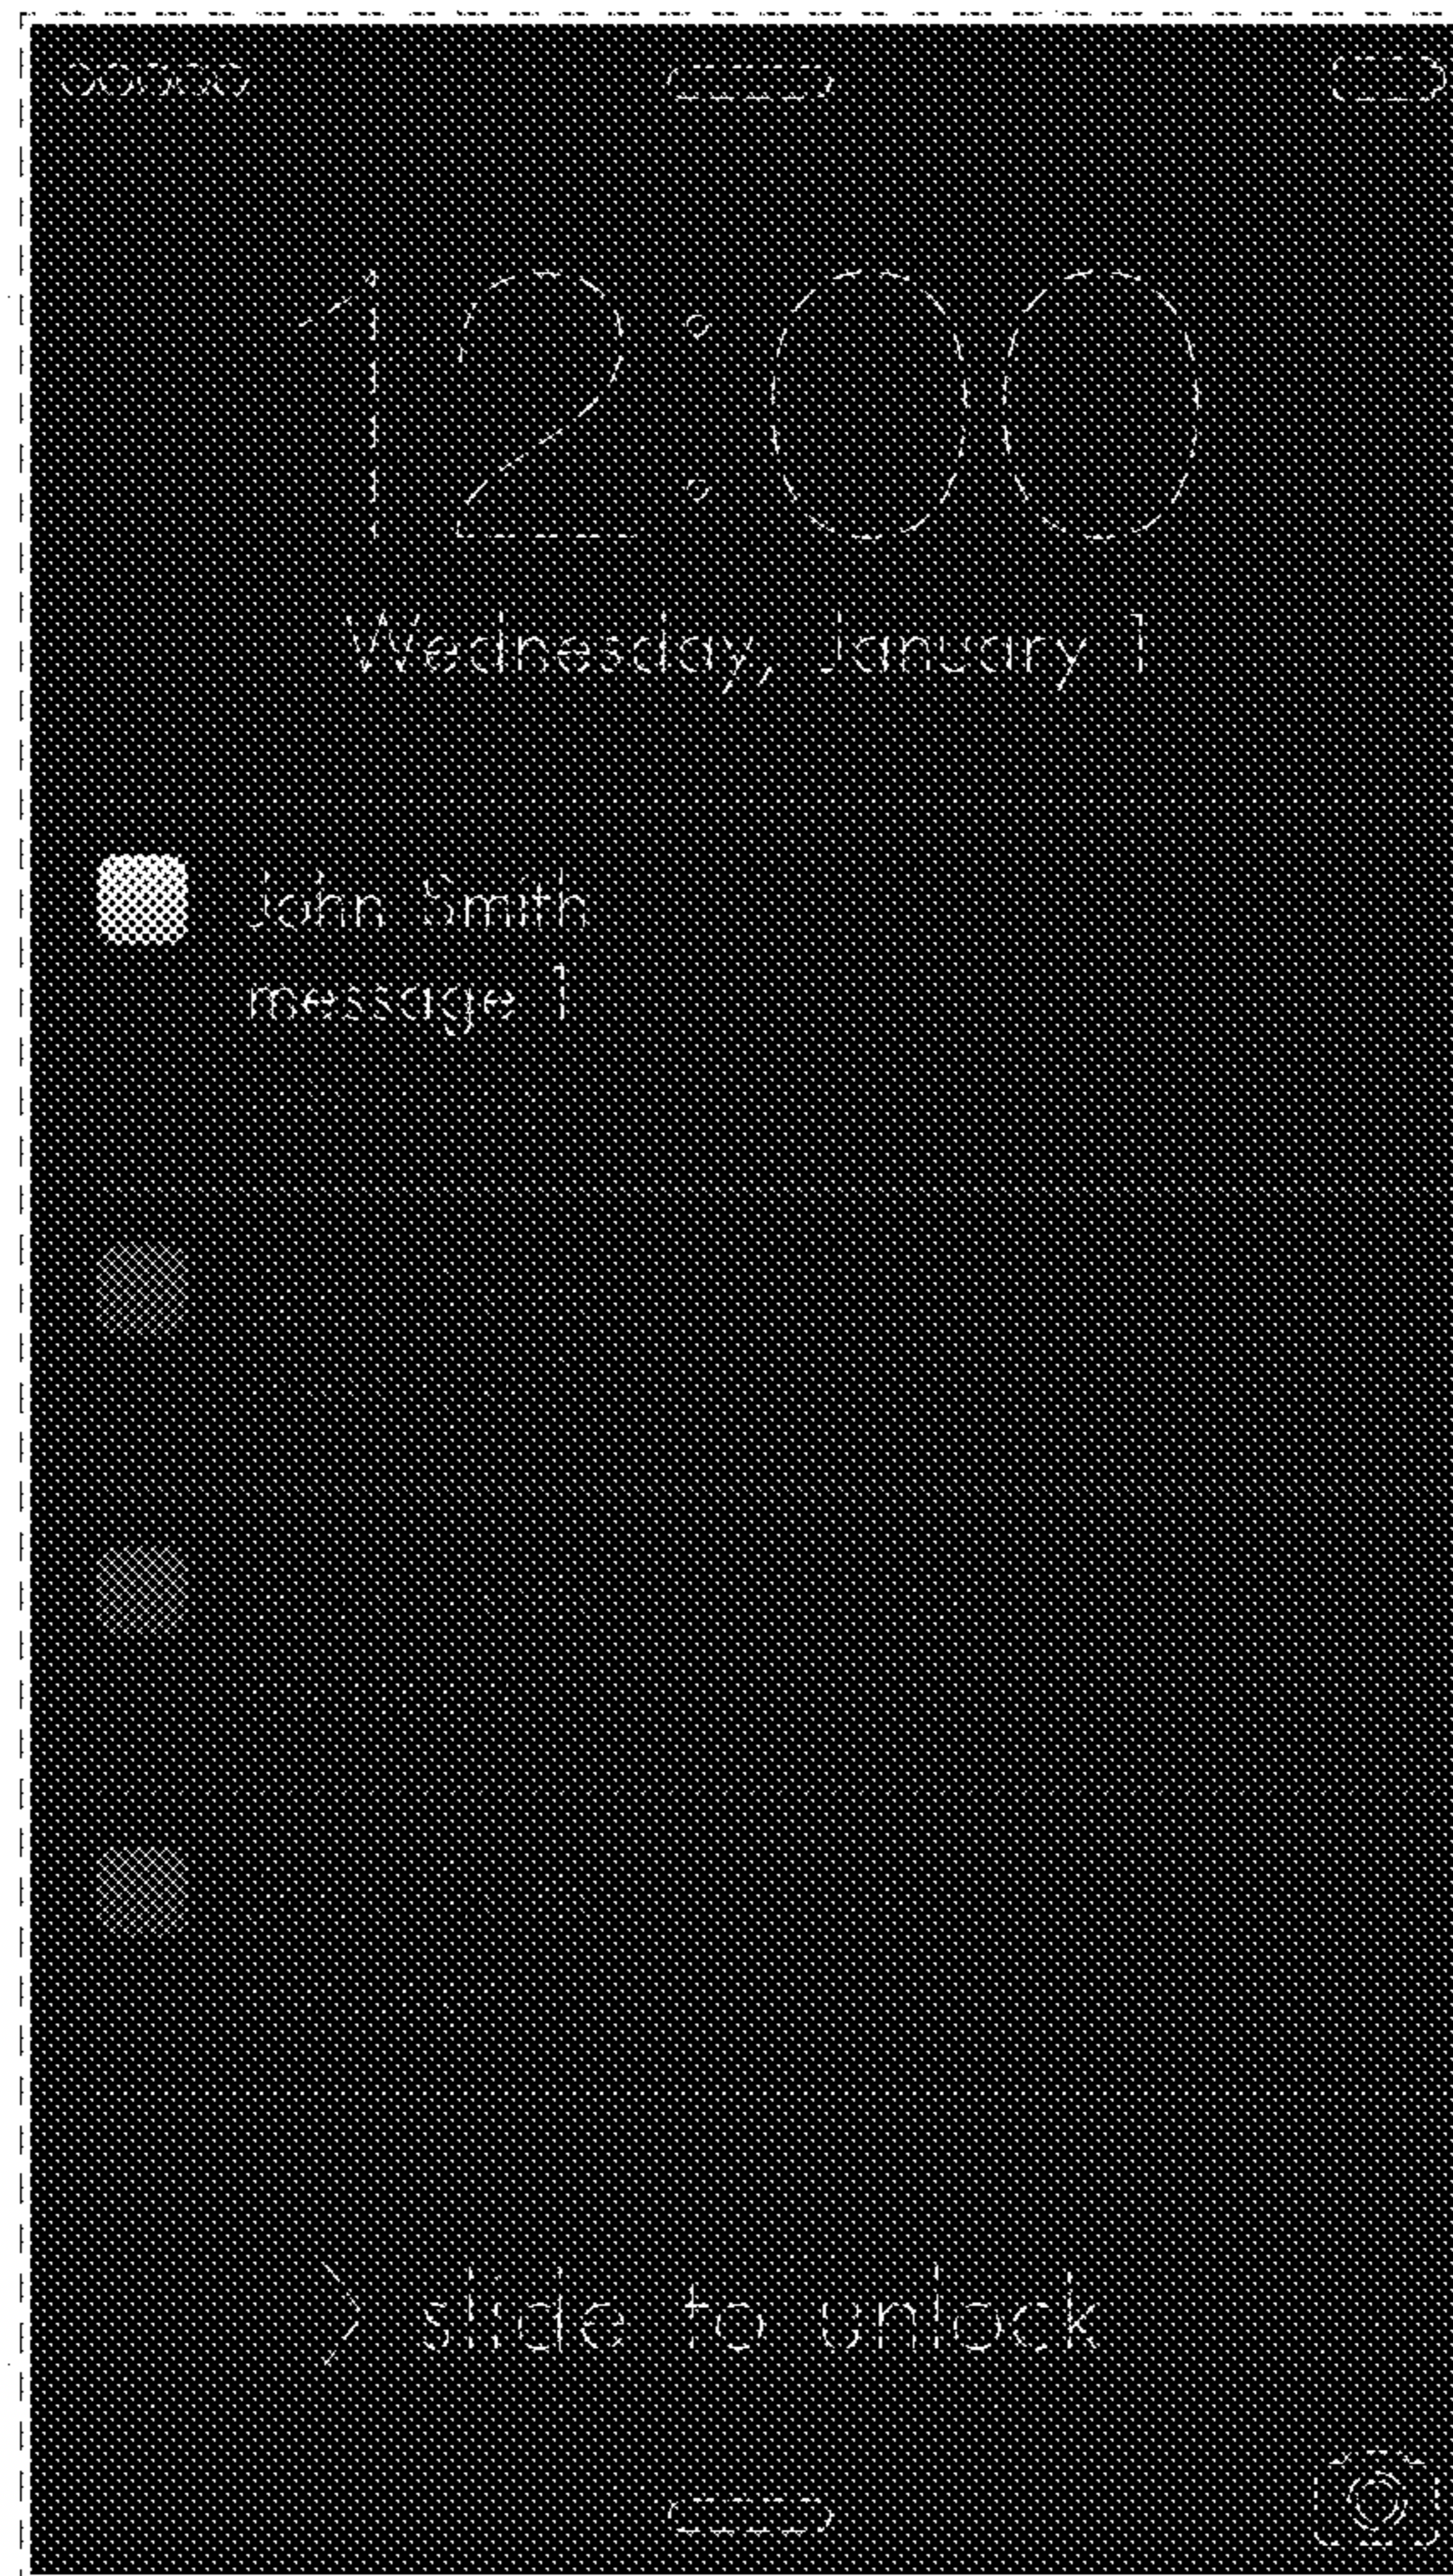 12:00
Wednesday, January 1
John Smith
message 1
slide to unlock